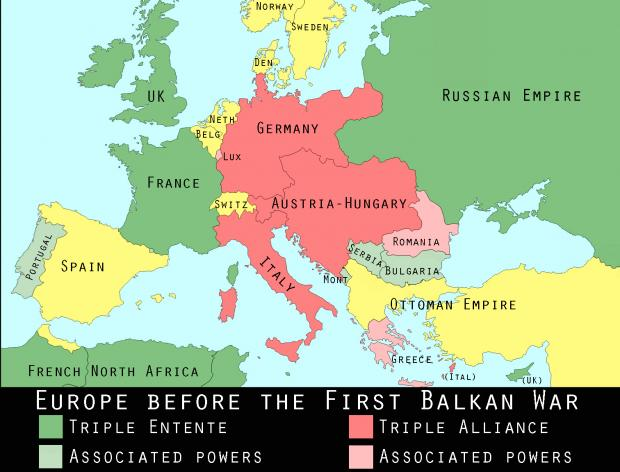 Norway
Sweden
Den
UK
Russian Empire
Neth
Belg
Germany
Lux
France
Switz
Austria-Hungary
Portugal
Spain
Romania
Serbia
Bulgaria
Mont
Italy
Ottoman Empire
Greece
French North Africa
(Ital)
(UK)
Europe before the First Balkan War
Triple Entente
Triple Alliance
Associated powers
Associated powers